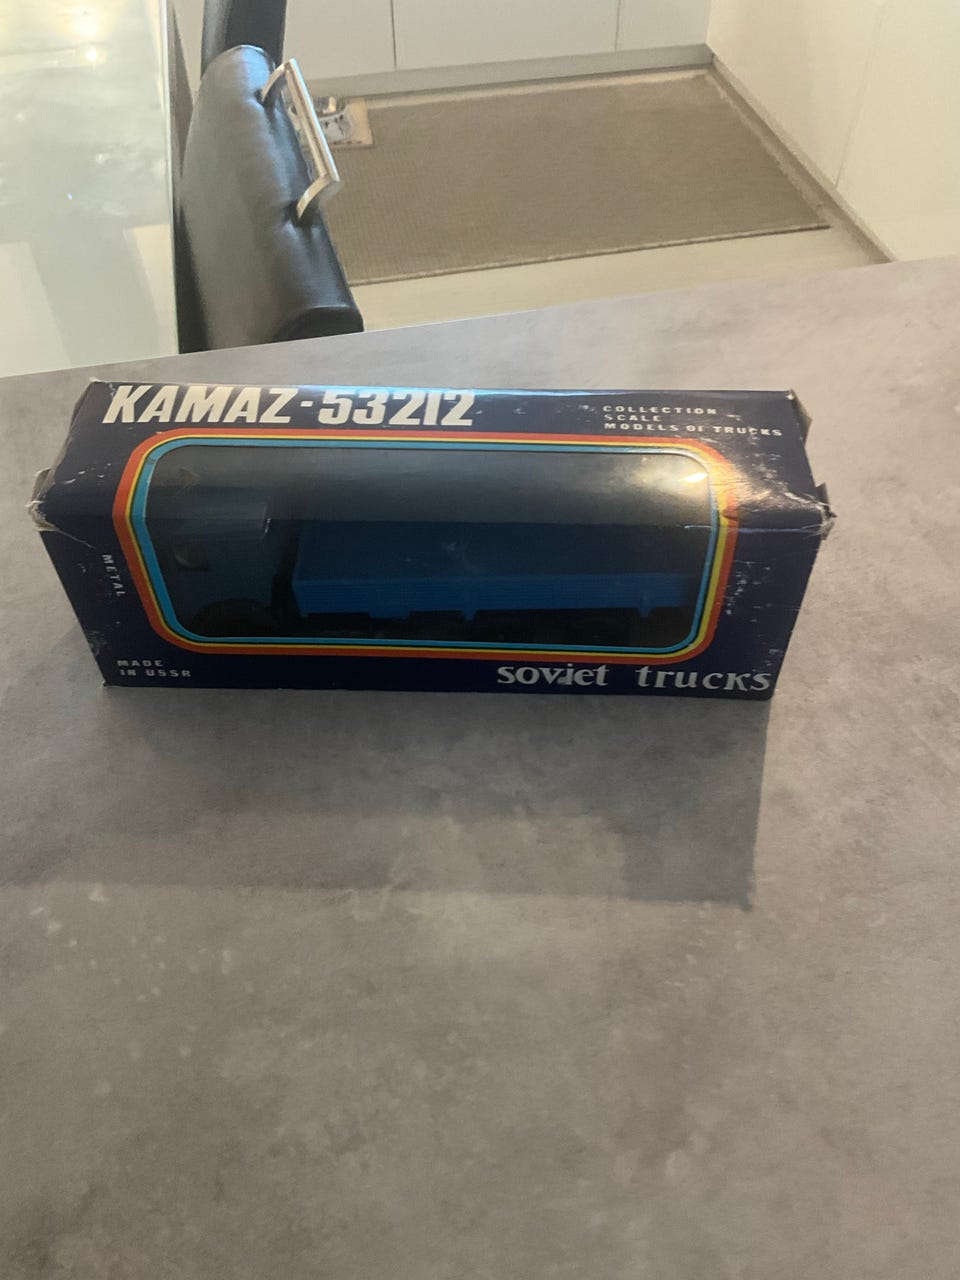 KAMAZ-53212
COLLECTION
SCALE
MODELS OF TRUCKS
METAL
MADE
IN USSR
soviet trucks